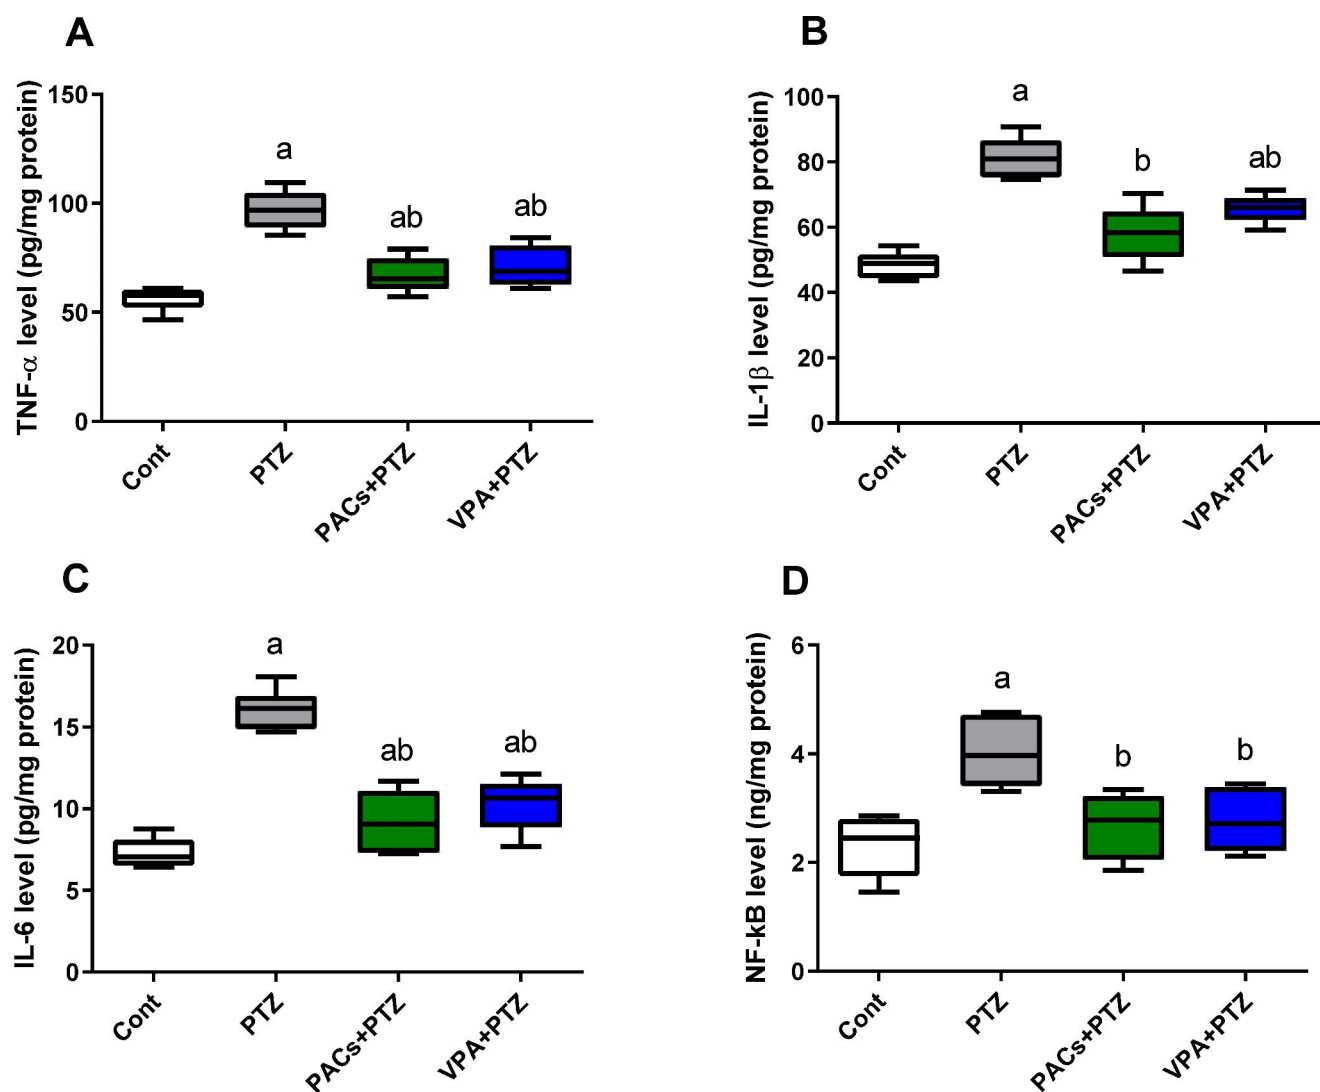 A
TNF-α level (pg/mg protein)
150
100
50
0
a
ab
ab
Cont
PTZ
PACs+PTZ
VPA+PTZ
B
IL-1β level (pg/mg protein)
100
80
60
40
20
0
a
b
ab
Cont
PTZ
PACs+PTZ
VPA+PTZ
C
IL-6 level (pg/mg protein)
20
15
10
5
0
a
ab
ab
Cont
PTZ
PACs+PTZ
VPA+PTZ
D
NF-kB level (ng/mg protein)
6
4
2
0
a
b
b
Cont
PTZ
PACs+PTZ
VPA+PTZ